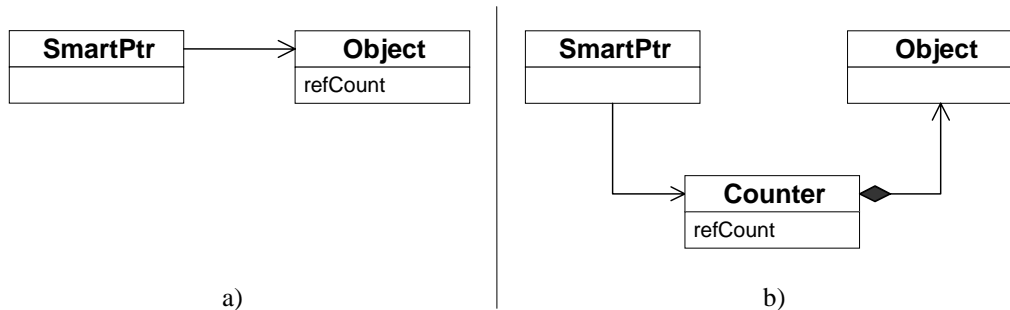 SmartPtr
Object
refCount
a)
SmartPtr
Object
Counter
refCount
b)